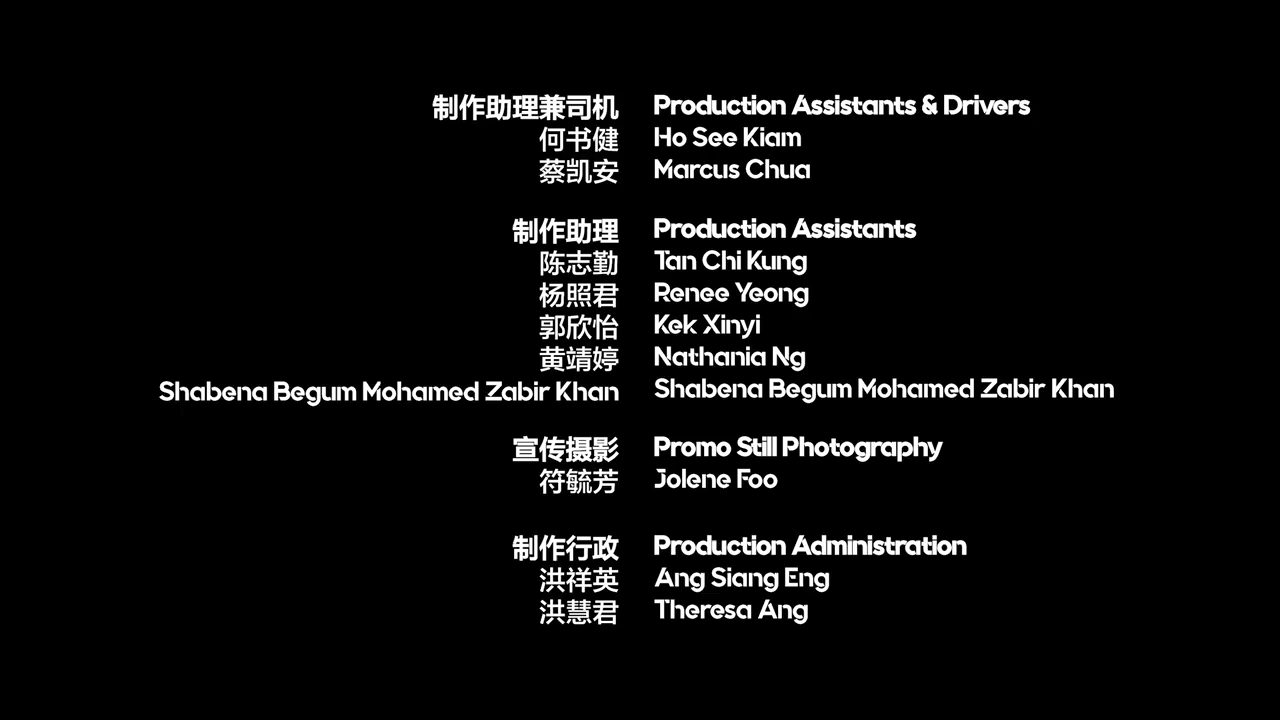 制作助理兼司机 Production Assistants & Drivers
何书健 Ho See Kiam
蔡凯安 Marcus Chua
制作助理 Production Assistants
陈志勤 Tan Chi Kung
杨照君 Renee Yeong
郭欣怡 Kek Xinyi
黄靖婷 Nathania Ng
Shabena Begum Mohamed Zabir Khan Shabena Begum Mohamed Zabir Khan
宣传摄影 Promo Still Photography
符毓芳 Jolene Foo
制作行政 Production Administration
洪祥英 Ang Siang Eng
洪慧君 Theresa Ang